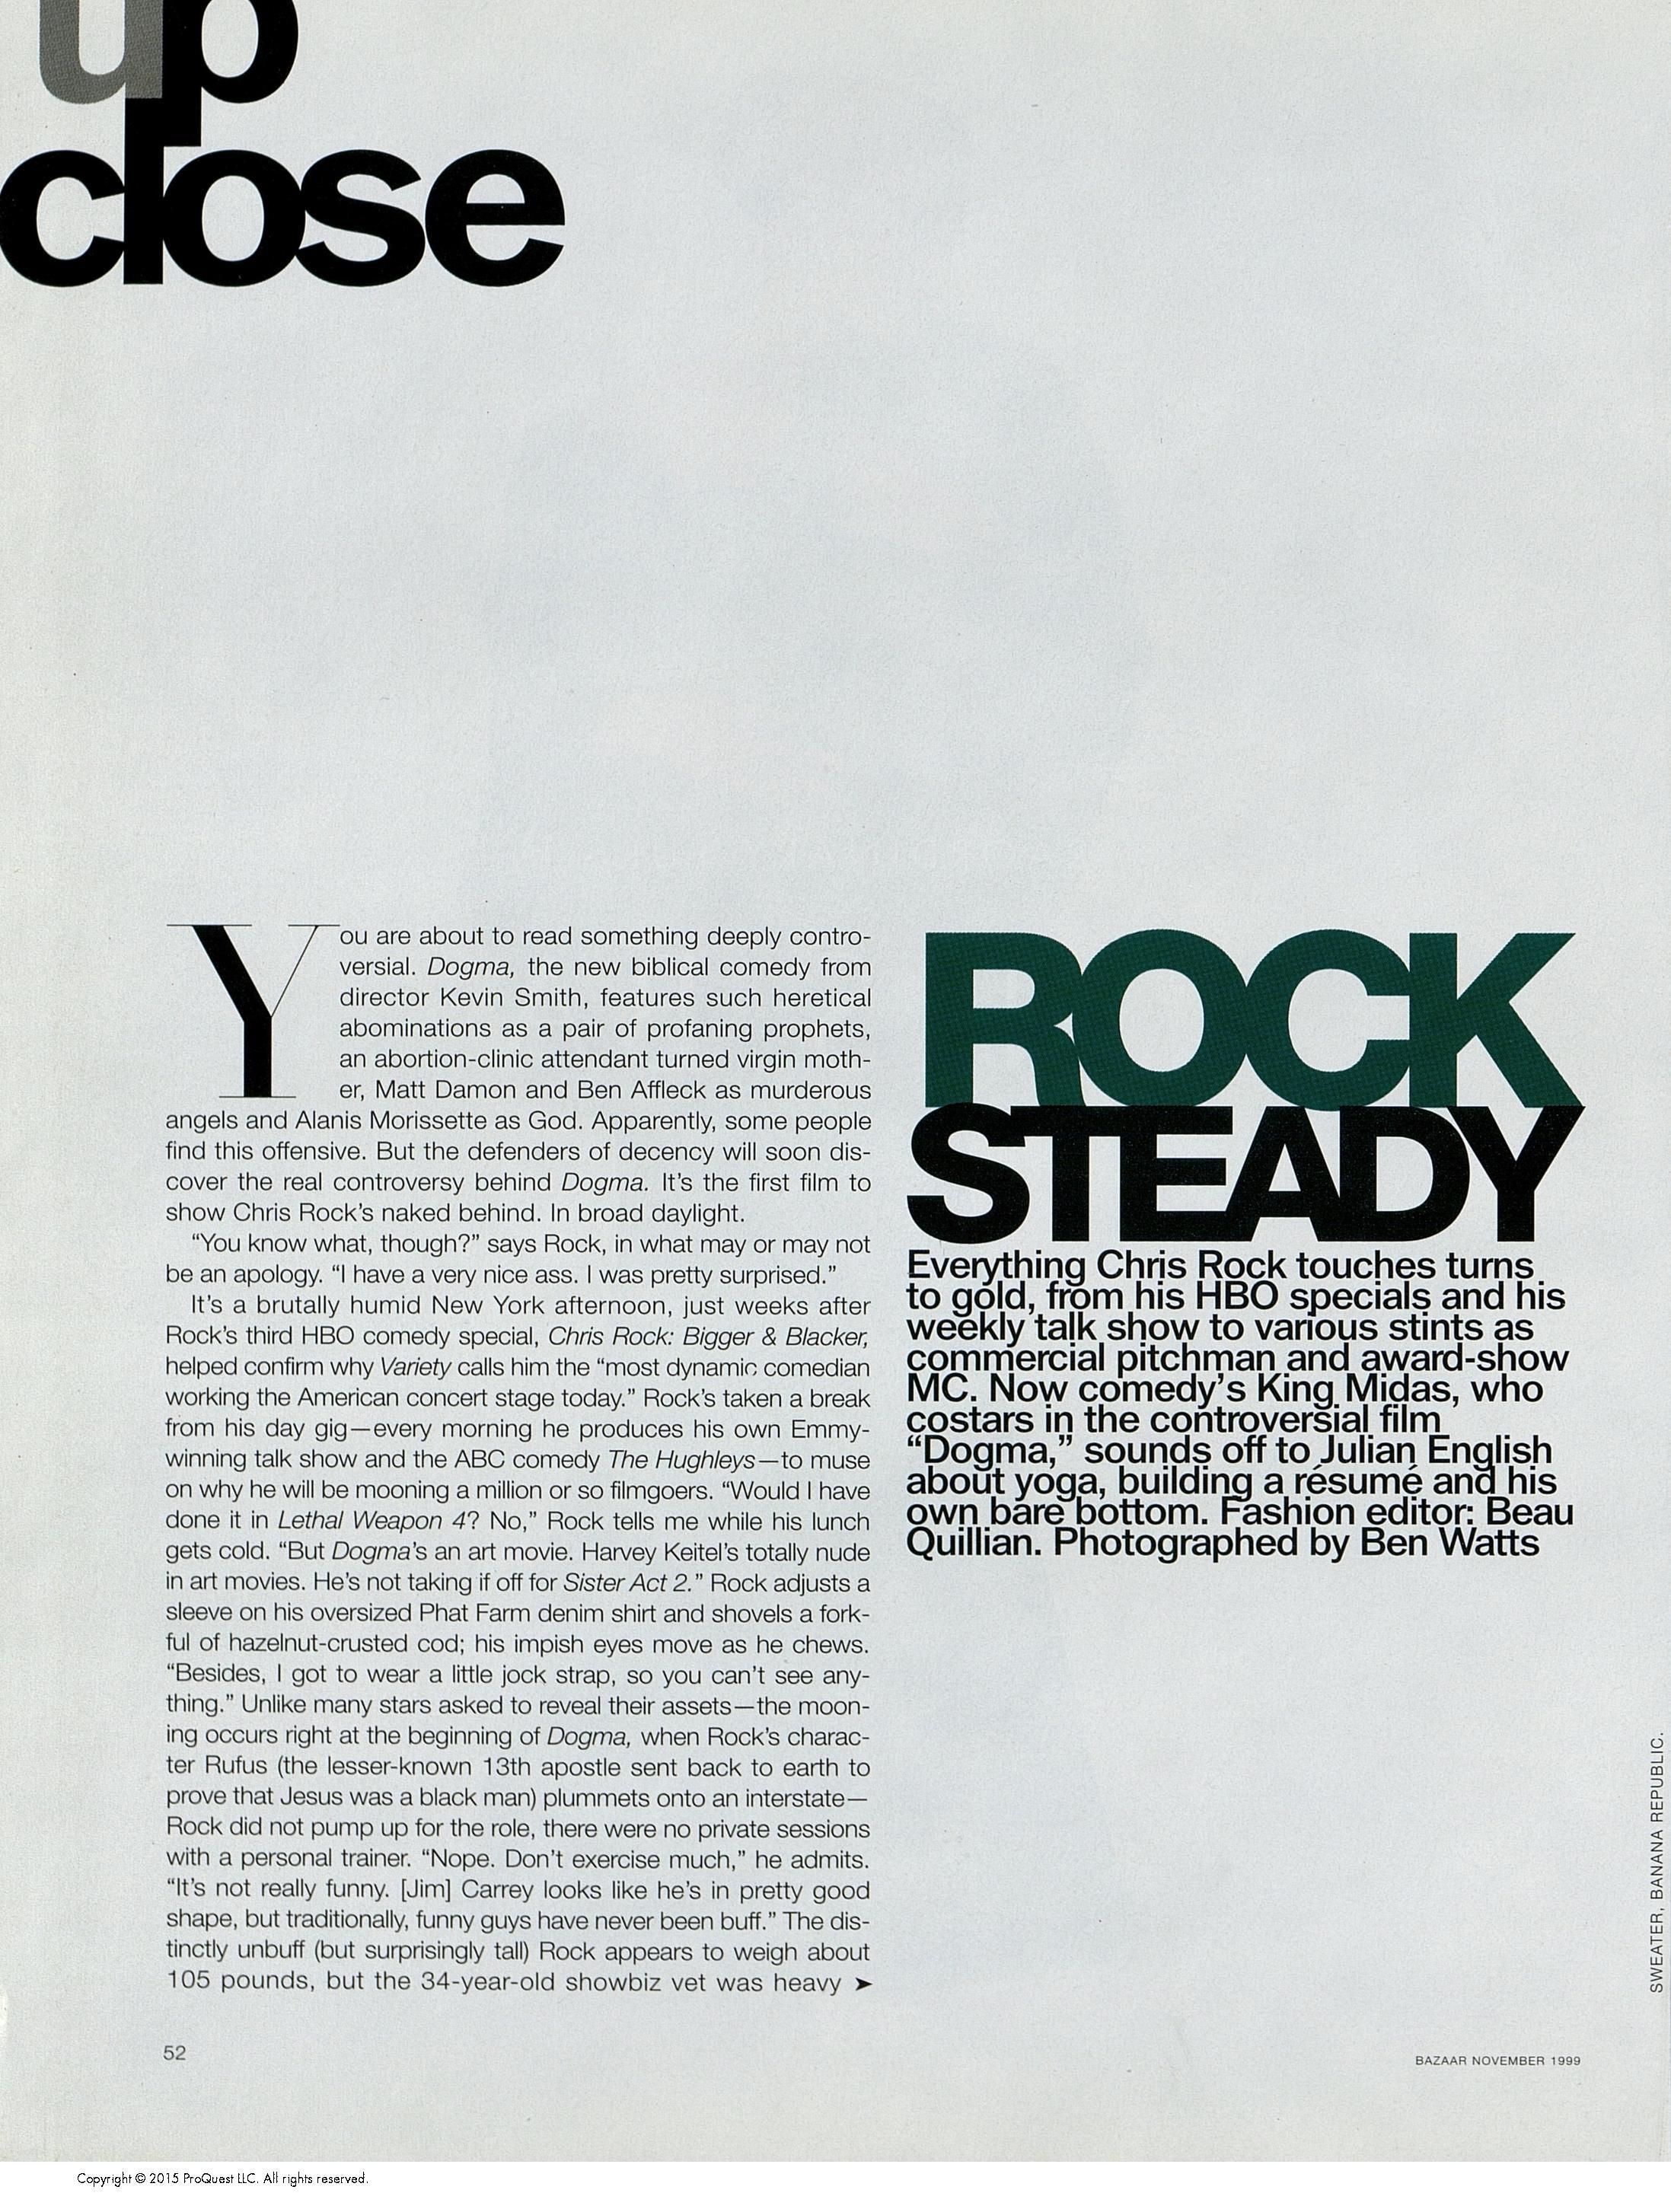 up
close
You are about to read something deeply contro-
versial. Dogma, the new biblical comedy from
director Kevin Smith, features such heretical
abominations as a pair of profaning prophets,
an abortion-clinic attendant turned virgin moth-
er, Matt Damon and Ben Affleck as murderous
angels and Alanis Morissette as God. Apparently, some people
find this offensive. But the defenders of decency will soon dis-
cover the real controversy behind Dogma. It's the first film to
show Chris Rock's naked behind. In broad daylight.
“You know what, though?” says Rock, in what may or may not
be an apology. “I have a very nice ass. I was pretty surprised.”
It's a brutally humid New York afternoon, just weeks after
Rock's third HBO comedy special, Chris Rock: Bigger & Blacker,
helped confirm why Variety calls him the “most dynamic comedian
working the American concert stage today.” Rock's taken a break
from his day gig—every morning he produces his own Emmy-
winning talk show and the ABC comedy The Hughleys—to muse
on why he will be mooning a million or so filmgoers. “Would I have
done it in Lethal Weapon 4? No,” Rock tells me while his lunch
gets cold. “But Dogma's an art movie. Harvey Keitel's totally nude
in art movies. He's not taking if off for Sister Act 2.” Rock adjusts a
sleeve on his oversized Phat Farm denim shirt and shovels a fork-
ful of hazelnut-crusted cod; his impish eyes move as he chews.
“Besides, I got to wear a little jock strap, so you can't see any-
thing.” Unlike many stars asked to reveal their assets—the moon-
ing occurs right at the beginning of Dogma, when Rock's charac-
ter Rufus (the lesser-known 13th apostle sent back to earth to
prove that Jesus was a black man) plummets onto an interstate—
Rock did not pump up for the role, there were no private sessions
with a personal trainer. “Nope. Don't exercise much,” he admits.
“It's not really funny. [Jim] Carrey looks like he's in pretty good
shape, but traditionally, funny guys have never been buff.” The dis-
tinctly unbuff (but surprisingly tall) Rock appears to weigh about
105 pounds, but the 34-year-old showbiz vet was heavy ➤
ROCK
STEADY
Everything Chris Rock touches turns
to gold, from his HBO specials and his
weekly talk show to various stints as
commercial pitchman and award-show
MC. Now comedy's King Midas, who
costars in the controversial film
“Dogma,” sounds off to Julian English
about yoga, building a résumé and his
own bare bottom. Fashion editor: Beau
Quillian. Photographed by Ben Watts
SWEATER, BANANA REPUBLIC.
52
BAZAAR NOVEMBER 1999
Copyright © 2015 ProQuest LLC. All rights reserved.